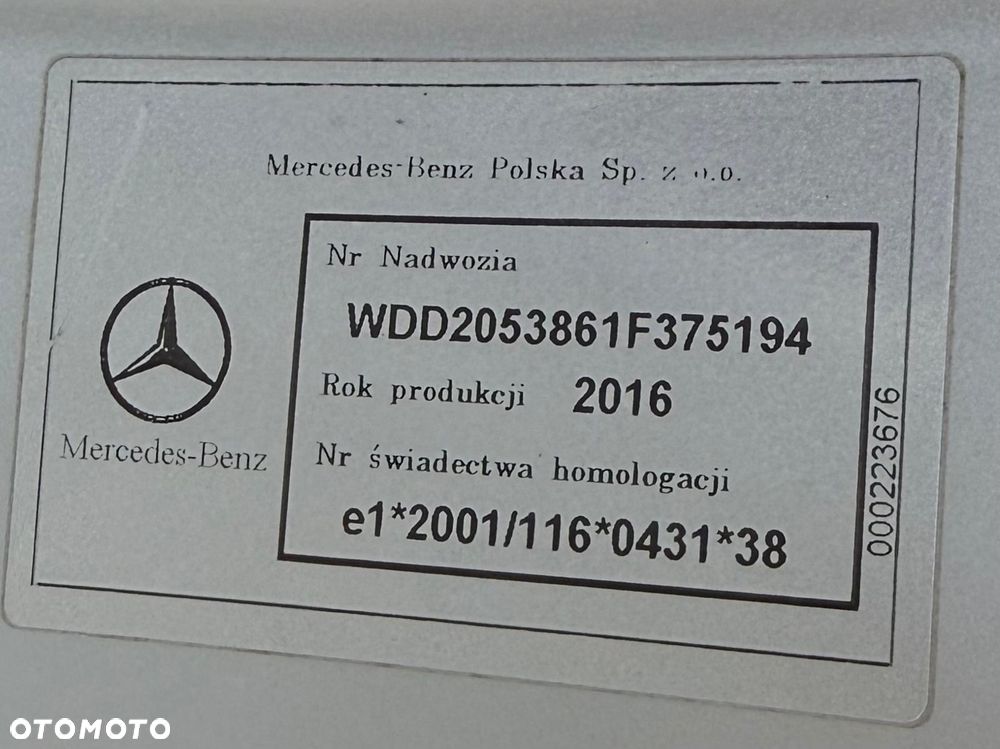 Mercedes-Benz Polska Sp. z o.o.
Nr Nadwozia
WDD2053861F375194
Rok produkcji 2016
Nr świadectwa homologacji
e1*2001/116*0431*38
Mercedes-Benz
000223676
OTOMOTO